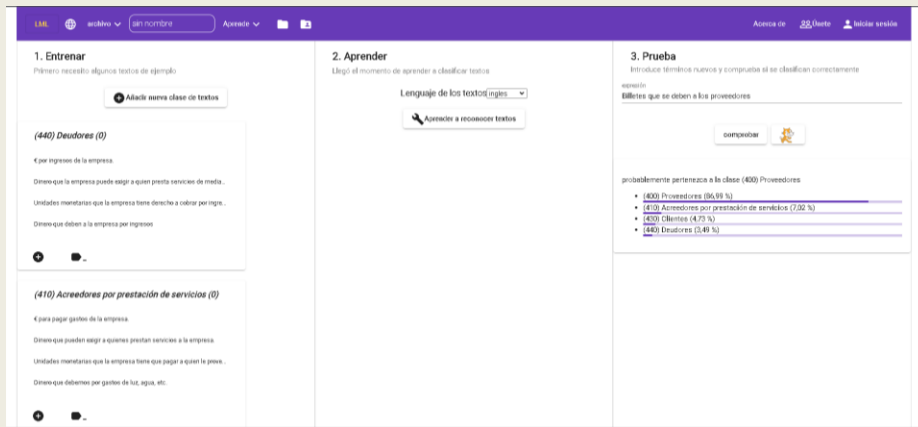 LML archivo sin nombre Aprende Acerca de Únete Iniciar sesión
1. Entrenar
Primero necesito algunos textos de ejemplo
Añadir nueva clase de textos
(440) Deudores (0)
€ por ingresos de la empresa.
Dinero que la empresa puede exigir a quien presta servicios de media..
Unidades monetarias que la empresa tiene derecho a cobrar por ingre..
Dinero que deben a la empresa por ingresos
(410) Acreedores por prestación de servicios (0)
€ para pagar gastos de la empresa.
Dinero que pueden exigir a quienes prestan servicios a la empresa
Unidades monetarias que la empresa tiene que pagar a quien le prove..
Dinero que debemos por gastos de luz, agua, etc.
2. Aprender
Llegó el momento de aprender a clasificar textos
Lenguaje de los textos ingles
Aprender a reconocer textos
3. Prueba
Introduce términos nuevos y comprueba si se clasifican correctamente
expresión
Billetes que se deben a los proveedores
comprobar
probablemente pertenezca a la clase (400) Proveedores
(400) Proveedores (86,99 %)
(410) Acreedores por prestación de servicios (7,02 %)
(430) Clientes (4,73 %)
(440) Deudores (3,49 %)